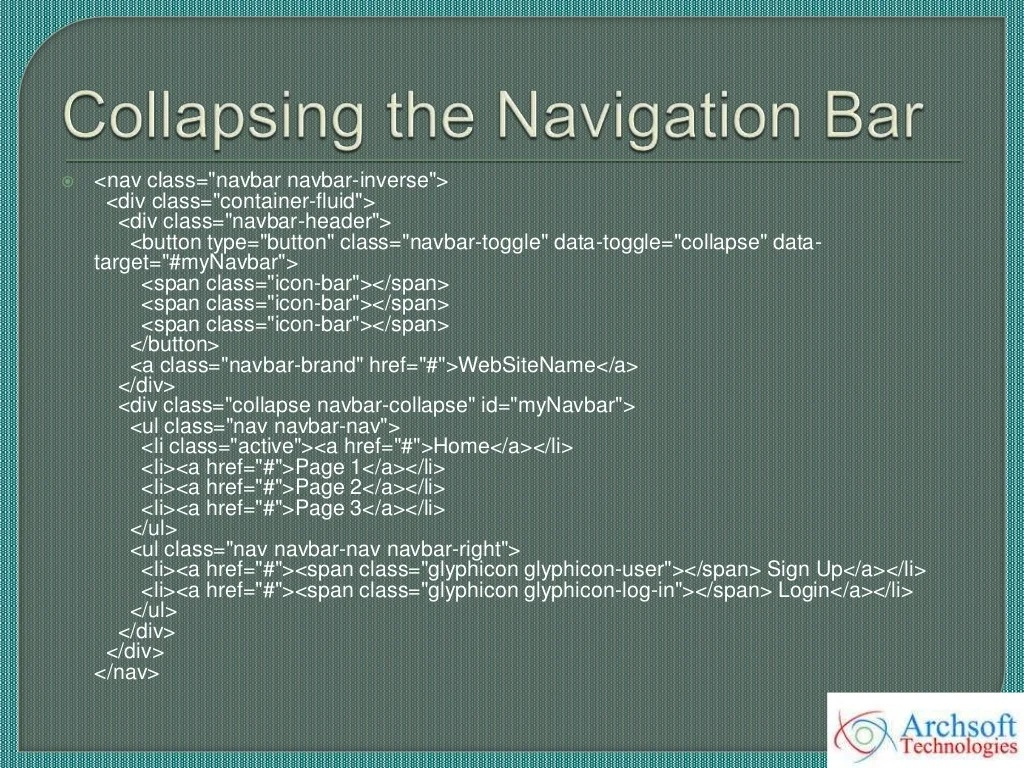 Collapsing the Navigation Bar
<nav class="navbar navbar-inverse">
<div class="container-fluid">
<div class="navbar-header">
<button type="button" class="navbar-toggle" data-toggle="collapse" data-
target="#myNavbar">
<span class="icon-bar"></span>
<span class="icon-bar"></span>
<span class="icon-bar"></span>
</button>
<a class="navbar-brand" href="#">WebSiteName</a>
</div>
<div class="collapse navbar-collapse" id="myNavbar">
<ul class="nav navbar-nav">
<li class="active"><a href="#">Home</a></li>
<li><a href="#">Page 1</a></li>
<li><a href="#">Page 2</a></li>
<li><a href="#">Page 3</a></li>
</ul>
<ul class="nav navbar-nav navbar-right">
<li><a href="#"><span class="glyphicon glyphicon-user"></span> Sign Up</a></li>
<li><a href="#"><span class="glyphicon glyphicon-log-in"></span> Login</a></li>
</ul>
</div>
</div>
</nav>
Archsoft
Technologies